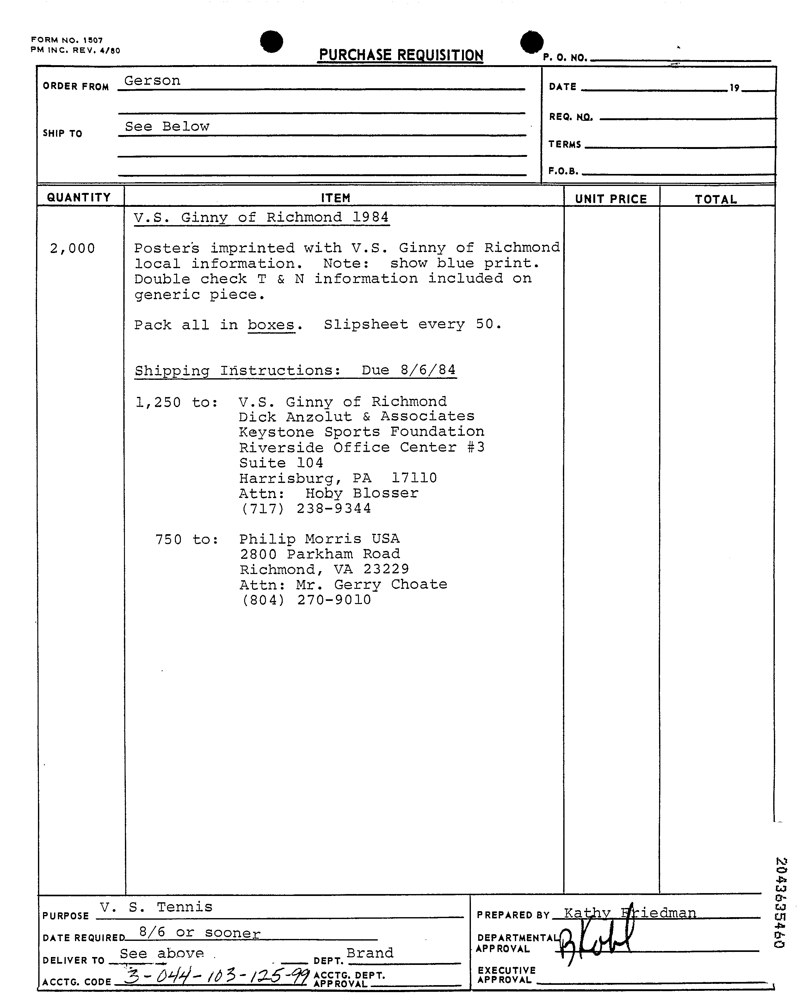 FORM NO. 1507
PM INC. REV. 4/80
PURCHASE REQUISITION
P. O. NO.
ORDER FROM Gerson
DATE 19
REQ. NO.
SHIP TO See Below
TERMS
F.O.B.
QUANTITY ITEM UNIT PRICE TOTAL
V.S. Ginny of Richmond 1984
2,000 Posters imprinted with V.S. Ginny of Richmond
local information. Note: show blue print.
Double check T & N information included on
generic piece.
Pack all in boxes. Slipsheet every 50.
Shipping Instructions: Due 8/6/84
1,250 to: V.S. Ginny of Richmond
Dick Anzolut & Associates
Keystone Sports Foundation
Riverside Office Center #3
Suite 104
Harrisburg, PA 17110
Attn: Hoby Blosser
(717) 238-9344
750 to: Philip Morris USA
2800 Parkham Road
Richmond, VA 23229
Attn: Mr. Gerry Choate
(804) 270-9010
PURPOSE V. S. Tennis
PREPARED BY Kathy Friedman
DATE REQUIRED 8/6 or sooner
DEPARTMENTAL APPROVAL
DELIVER TO See above DEPT. Brand
ACCTG. CODE 3-044-103-125-99 ACCTG. DEPT. APPROVAL
EXECUTIVE APPROVAL
2043635460